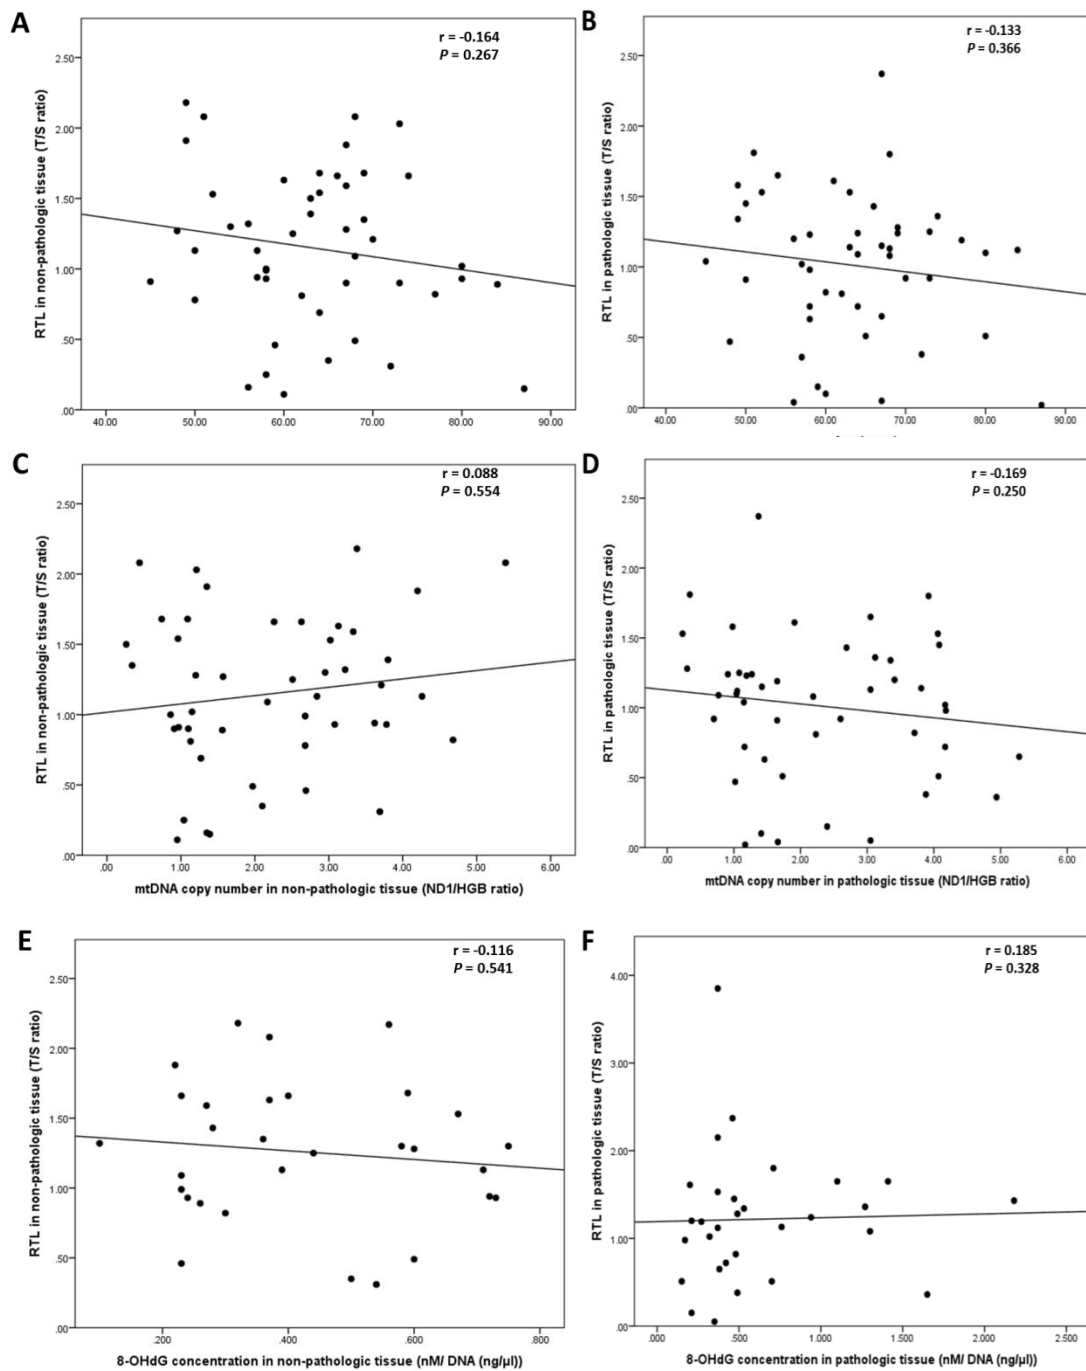 A
r = -0.164
P = 0.267
RTL in non-pathologic tissue (T/S ratio)
2.50
2.00
1.50
1.00
.50
.00
40.00 50.00 60.00 70.00 80.00 90.00
B
r = -0.133
P = 0.366
RTL in pathologic tissue (T/S ratio)
2.50
2.00
1.50
1.00
.50
.00
40.00 50.00 60.00 70.00 80.00 90.00
C
r = 0.088
P = 0.554
RTL in non-pathologic tissue (T/S ratio)
2.50
2.00
1.50
1.00
.50
.00
.00 1.00 2.00 3.00 4.00 5.00 6.00
mtDNA copy number in non-pathologic tissue (ND1/HGB ratio)
D
r = -0.169
P = 0.250
RTL in pathologic tissue (T/S ratio)
2.50
2.00
1.50
1.00
.50
.00
.00 1.00 2.00 3.00 4.00 5.00 6.00
mtDNA copy number in pathologic tissue (ND1/HGB ratio)
E
r = -0.116
P = 0.541
RTL in non-pathologic tissue (T/S ratio)
2.50
2.00
1.50
1.00
.50
.00
.200 .400 .600 .800
8-OHdG concentration in non-pathologic tissue (nM/ DNA (ng/µl))
F
r = 0.185
P = 0.328
RTL in pathologic tissue (T/S ratio)
4.00
3.00
2.00
1.00
.00
.000 .500 1.000 1.500 2.000 2.500
8-OHdG concentration in pathologic tissue (nM/ DNA (ng/µl))